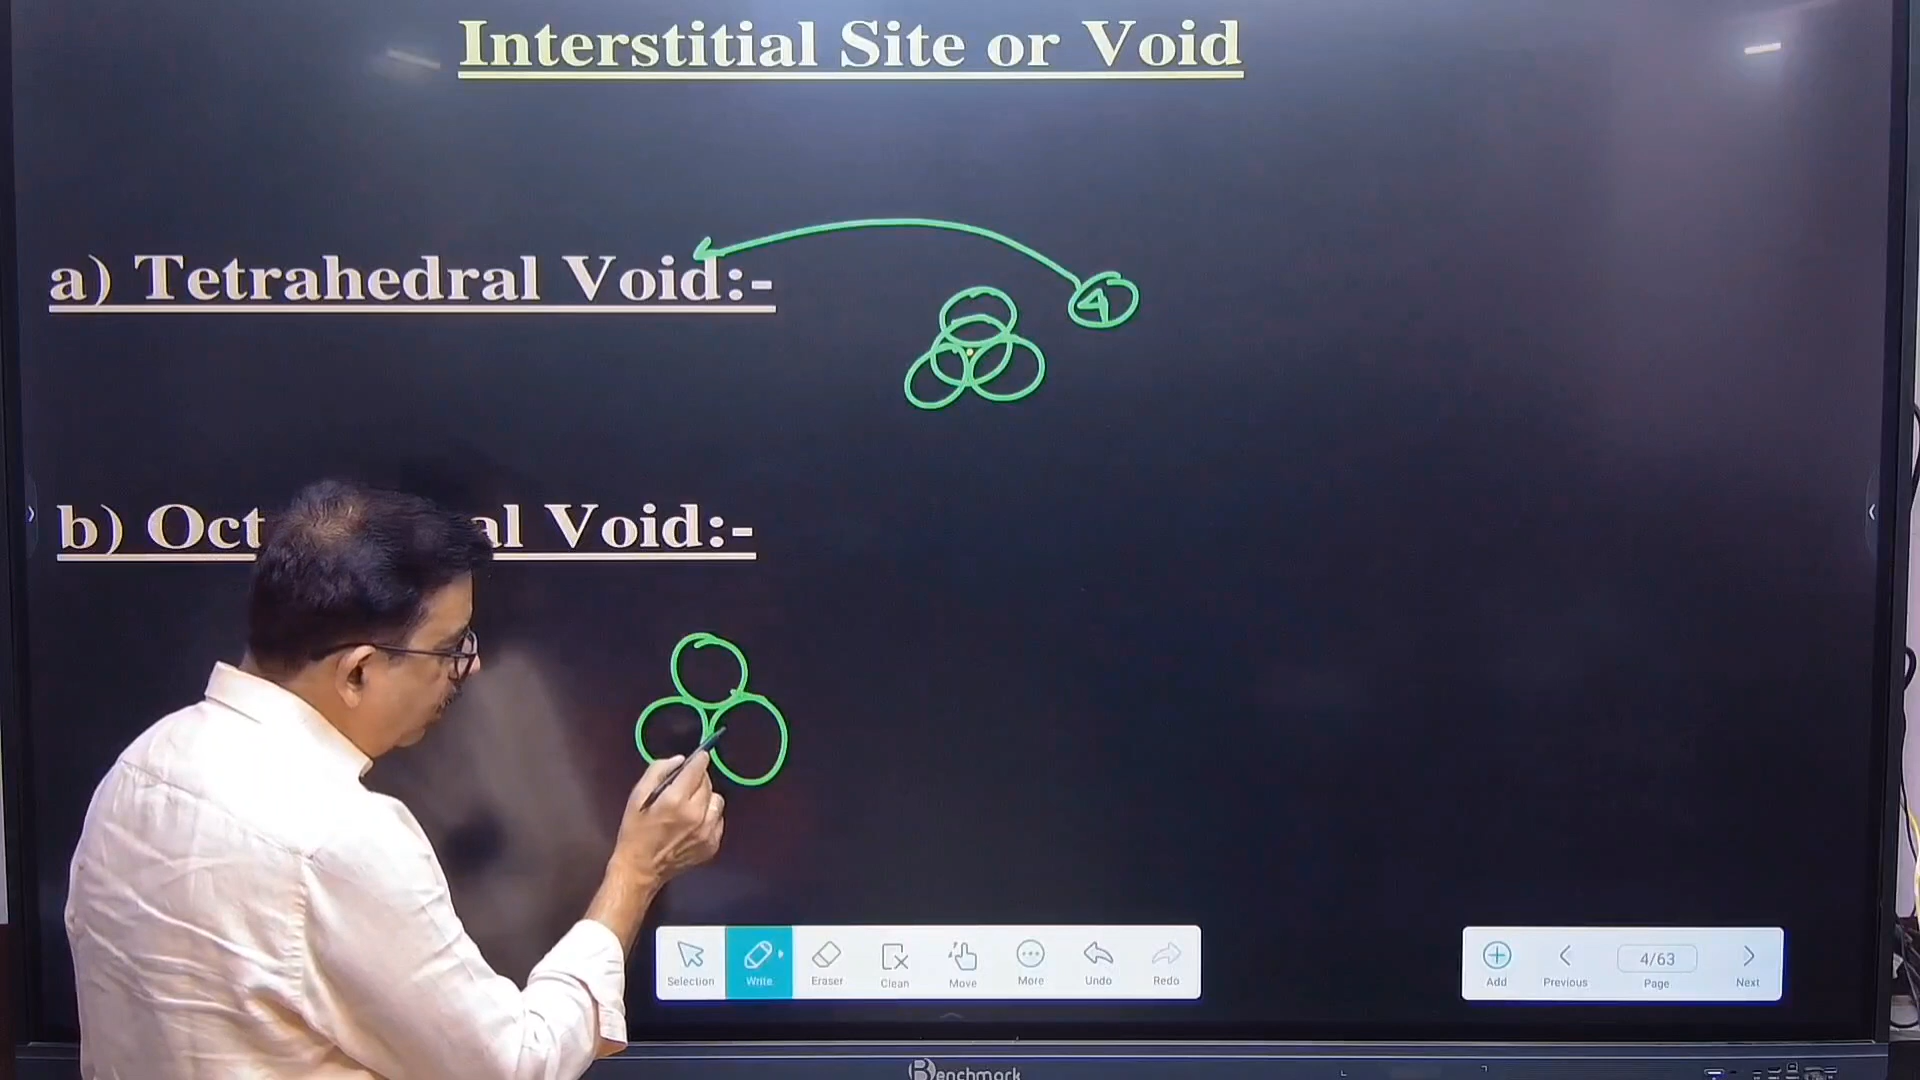 Interstitial Site or Void
a) Tetrahedral Void:-
4
b) Oct al Void:-
Selection Write Eraser Clean Move More Undo Redo
Add Previous 4/63 Page Next
Benchmark